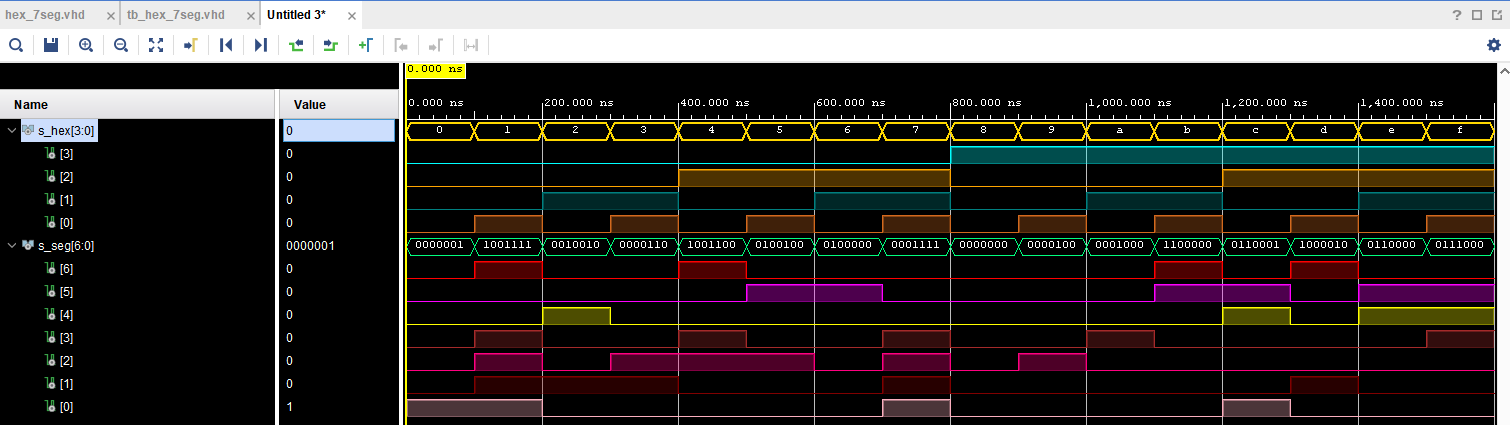 hex_7seg.vhd × tb_hex_7seg.vhd × Untitled 3* ×
?
0.000 ns
Name Value 0.000 ns 200.000 ns 400.000 ns 600.000 ns 800.000 ns 1,000.000 ns 1,200.000 ns 1,400.000 ns
s_hex[3:0] 0 0 1 2 3 4 5 6 7 8 9 a b c d e f
[3] 0
[2] 0
[1] 0
[0] 0
s_seg[6:0] 0000001 0000001 1001111 0010010 0000110 1001100 0100100 0100000 0001111 0000000 0000100 0001000 1100000 0110001 1000010 0110000 0111000
[6] 0
[5] 0
[4] 0
[3] 0
[2] 0
[1] 0
[0] 1